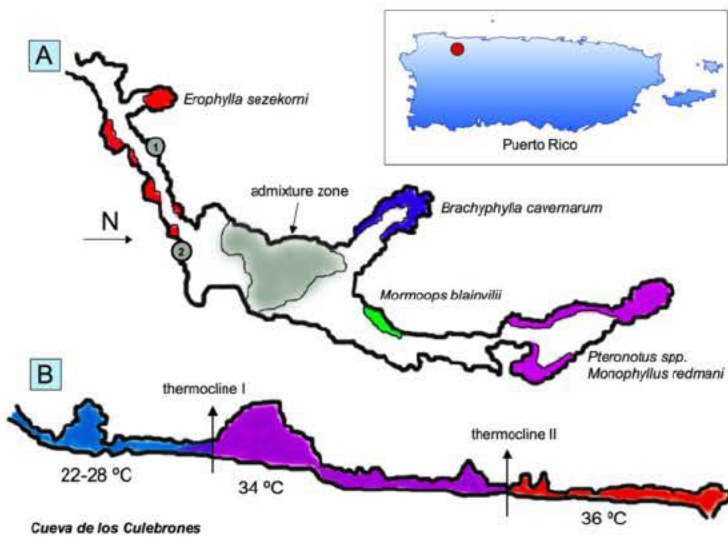 A
Erophylla sezekorni
1
admixture zone
N
2
Brachyphylla cavernarum
Mormoops blainvilii
Pteronotus spp.
Monophyllus redmani
Puerto Rico
B
thermocline I
thermocline II
22-28 ºC
34 ºC
36 ºC
Cueva de los Culebrones